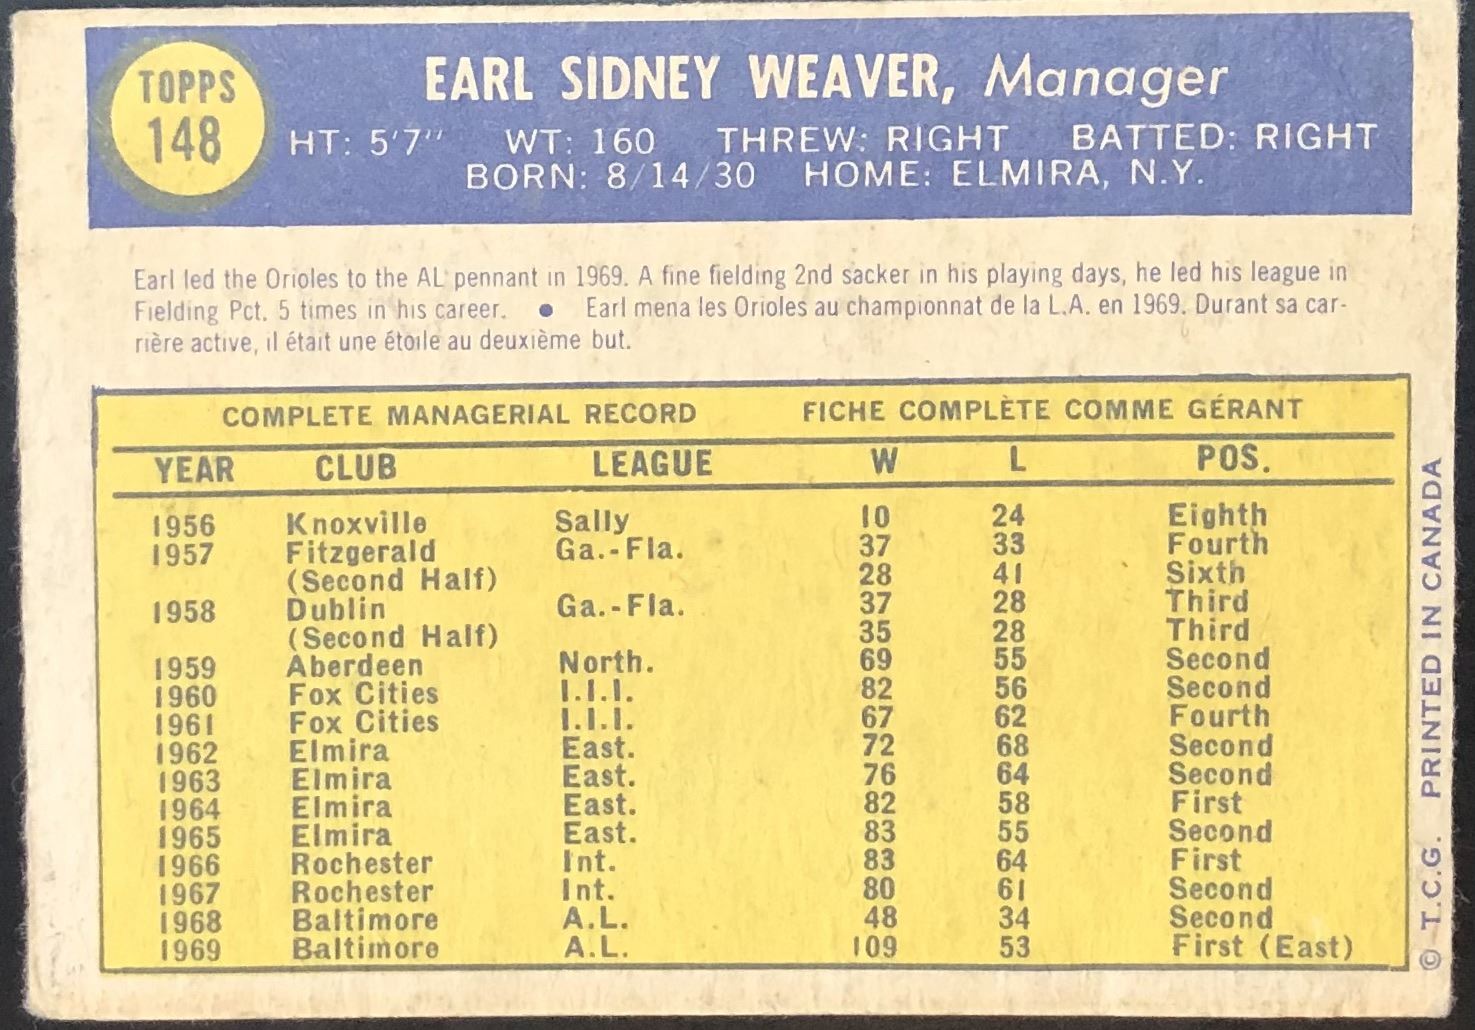 TOPPS
148
EARL SIDNEY WEAVER, Manager
HT: 5'7" WT: 160 THREW: RIGHT BATTED: RIGHT
BORN: 8/14/30 HOME: ELMIRA, N.Y.
Earl led the Orioles to the AL pennant in 1969. A fine fielding 2nd sacker in his playing days, he led his league in
Fielding Pct. 5 times in his career. • Earl mena les Orioles au championnat de la L.A. en 1969. Durant sa car-
rière active, il était une étoile au deuxième but.
COMPLETE MANAGERIAL RECORD FICHE COMPLÈTE COMME GÉRANT
YEAR CLUB LEAGUE W L POS.
1956 Knoxville Sally 10 24 Eighth
1957 Fitzgerald Ga.-Fla. 37 33 Fourth
(Second Half) 28 41 Sixth
1958 Dublin Ga.-Fla. 37 28 Third
(Second Half) 35 28 Third
1959 Aberdeen North. 69 55 Second
1960 Fox Cities I.I.I. 82 56 Second
1961 Fox Cities I.I.I. 67 62 Fourth
1962 Elmira East. 72 68 Second
1963 Elmira East. 76 64 Second
1964 Elmira East. 82 58 First
1965 Elmira East. 83 55 Second
1966 Rochester Int. 83 64 First
1967 Rochester Int. 80 61 Second
1968 Baltimore A.L. 48 34 Second
1969 Baltimore A.L. 109 53 First (East)
© T.C.G. PRINTED IN CANADA